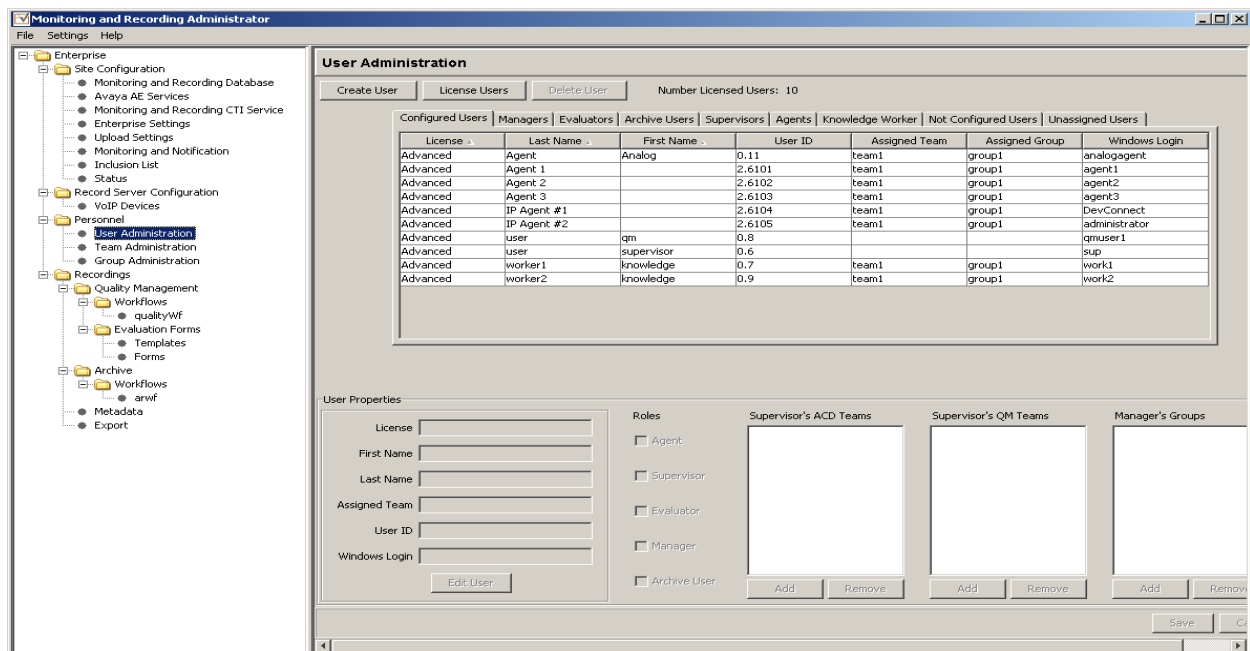 Monitoring and Recording Administrator
File Settings Help
Enterprise
Site Configuration
Monitoring and Recording Database
Avaya AE Services
Monitoring and Recording CTI Service
Enterprise Settings
Upload Settings
Monitoring and Notification
Inclusion List
Status
Record Server Configuration
VoIP Devices
Personnel
User Administration
Team Administration
Group Administration
Recordings
Quality Management
Workflows
qualityWf
Evaluation Forms
Templates
Forms
Archive
Workflows
arwf
Metadata
Export
User Administration
Create User License Users Delete User Number Licensed Users: 10
Configured Users Managers Evaluators Archive Users Supervisors Agents Knowledge Worker Not Configured Users Unassigned Users
License Last Name First Name User ID Assigned Team Assigned Group Windows Login
Advanced Agent Analog 0.11 team1 group1 analogagent
Advanced Agent 1 2.6101 team1 group1 agent1
Advanced Agent 2 2.6102 team1 group1 agent2
Advanced Agent 3 2.6103 team1 group1 agent3
Advanced IP Agent #1 2.6104 team1 group1 DevConnect
Advanced IP Agent #2 2.6105 team1 group1 administrator
Advanced user qm 0.8 qmuser1
Advanced user supervisor 0.6 sup
Advanced worker1 knowledge 0.7 team1 group1 work1
Advanced worker2 knowledge 0.9 team1 group1 work2
User Properties
License
First Name
Last Name
Assigned Team
User ID
Windows Login
Edit User
Roles
Agent
Supervisor
Evaluator
Manager
Archive User
Supervisor's ACD Teams
Add Remove
Supervisor's QM Teams
Add Remove
Manager's Groups
Add Remov
Save Ca